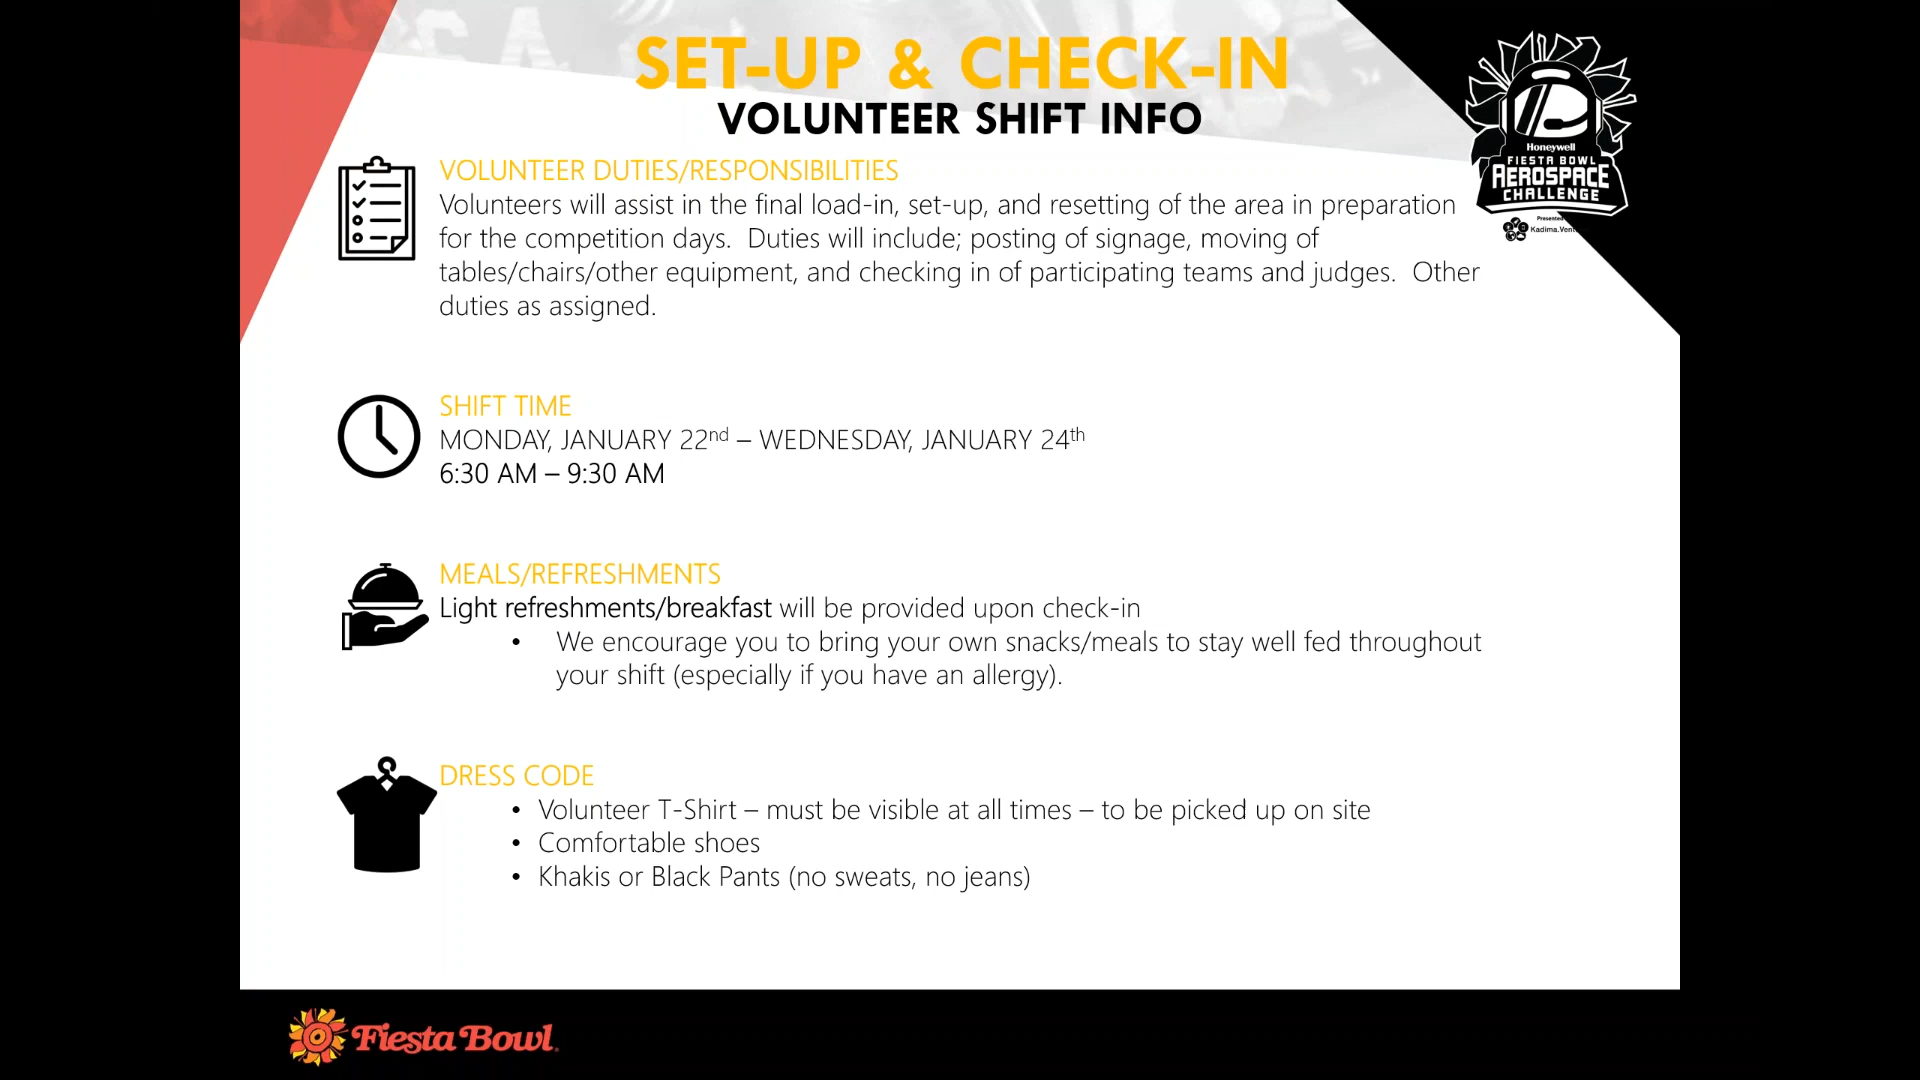 SET-UP & CHECK-IN
VOLUNTEER SHIFT INFO
Honeywell
FIESTA BOWL
AEROSPACE
CHALLENGE
Presented
VOLUNTEER DUTIES/RESPONSIBILITIES
Volunteers will assist in the final load-in, set-up, and resetting of the area in preparation
for the competition days.  Duties will include; posting of signage, moving of
tables/chairs/other equipment, and checking in of participating teams and judges.  Other
duties as assigned.
SHIFT TIME
MONDAY, JANUARY 22nd – WEDNESDAY, JANUARY 24th
6:30 AM – 9:30 AM
MEALS/REFRESHMENTS
Light refreshments/breakfast will be provided upon check-in
• We encourage you to bring your own snacks/meals to stay well fed throughout
your shift (especially if you have an allergy).
DRESS CODE
• Volunteer T-Shirt – must be visible at all times – to be picked up on site
• Comfortable shoes
• Khakis or Black Pants (no sweats, no jeans)
Fiesta Bowl